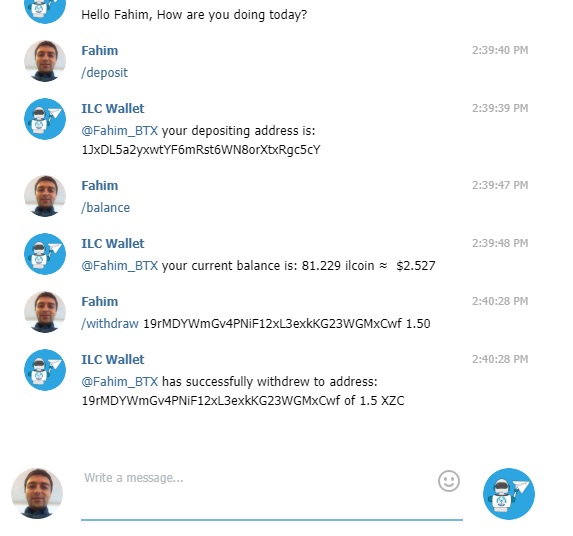 Hello Fahim, How are you doing today?
Fahim 2:39:40 PM
/deposit
ILC Wallet 2:39:39 PM
@Fahim_BTX your depositing address is:
1JxDL5a2yxwtYF6mRst6WN8orXtxRgc5cY
Fahim 2:39:47 PM
/balance
ILC Wallet 2:39:48 PM
@Fahim_BTX your current balance is: 81.229 ilcoin ≈ $2.527
Fahim 2:40:28 PM
/withdraw 19rMDYWmGv4PNiF12xL3exkKG23WGMxCwf 1.50
ILC Wallet 2:40:28 PM
@Fahim_BTX has successfully withdrew to address:
19rMDYWmGv4PNiF12xL3exkKG23WGMxCwf of 1.5 XZC
Write a message...